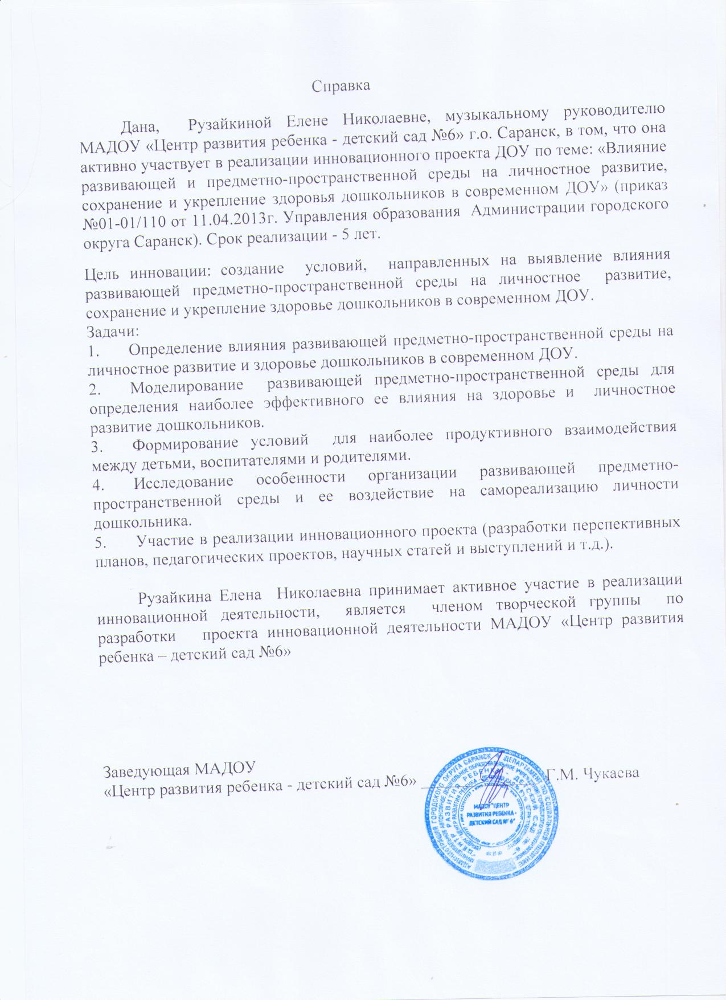 Справка
Дана, Рузайкиной Елене Николаевне, музыкальному руководителю
МАДОУ «Центр развития ребенка - детский сад №6» г.о. Саранск, в том, что она
активно участвует в реализации инновационного проекта ДОУ по теме: «Влияние
развивающей и предметно-пространственной среды на личностное развитие,
сохранение и укрепление здоровья дошкольников в современном ДОУ» (приказ
№01-01/110 от 11.04.2013г. Управления образования Администрации городского
округа Саранск). Срок реализации - 5 лет.
Цель инновации: создание условий, направленных на выявление влияния
развивающей предметно-пространственной среды на личностное развитие,
сохранение и укрепление здоровье дошкольников в современном ДОУ.
Задачи:
1. Определение влияния развивающей предметно-пространственной среды на
личностное развитие и здоровье дошкольников в современном ДОУ.
2. Моделирование развивающей предметно-пространственной среды для
определения наиболее эффективного ее влияния на здоровье и личностное
развитие дошкольников.
3. Формирование условий для наиболее продуктивного взаимодействия
между детьми, воспитателями и родителями.
4. Исследование особенности организации развивающей предметно-
пространственной среды и ее воздействие на самореализацию личности
дошкольника.
5. Участие в реализации инновационного проекта (разработки перспективных
планов, педагогических проектов, научных статей и выступлений и т.д.).
Рузайкина Елена Николаевна принимает активное участие в реализации
инновационной деятельности, является членом творческой группы по
разработки проекта инновационной деятельности МАДОУ «Центр развития
ребенка – детский сад №6»
Заведующая МАДОУ
«Центр развития ребенка - детский сад №6» Г.М. Чукаева
МАДОУ "ЦЕНТР
РАЗВИТИЯ РЕБЕНКА -
ДЕТСКИЙ САД № 6"